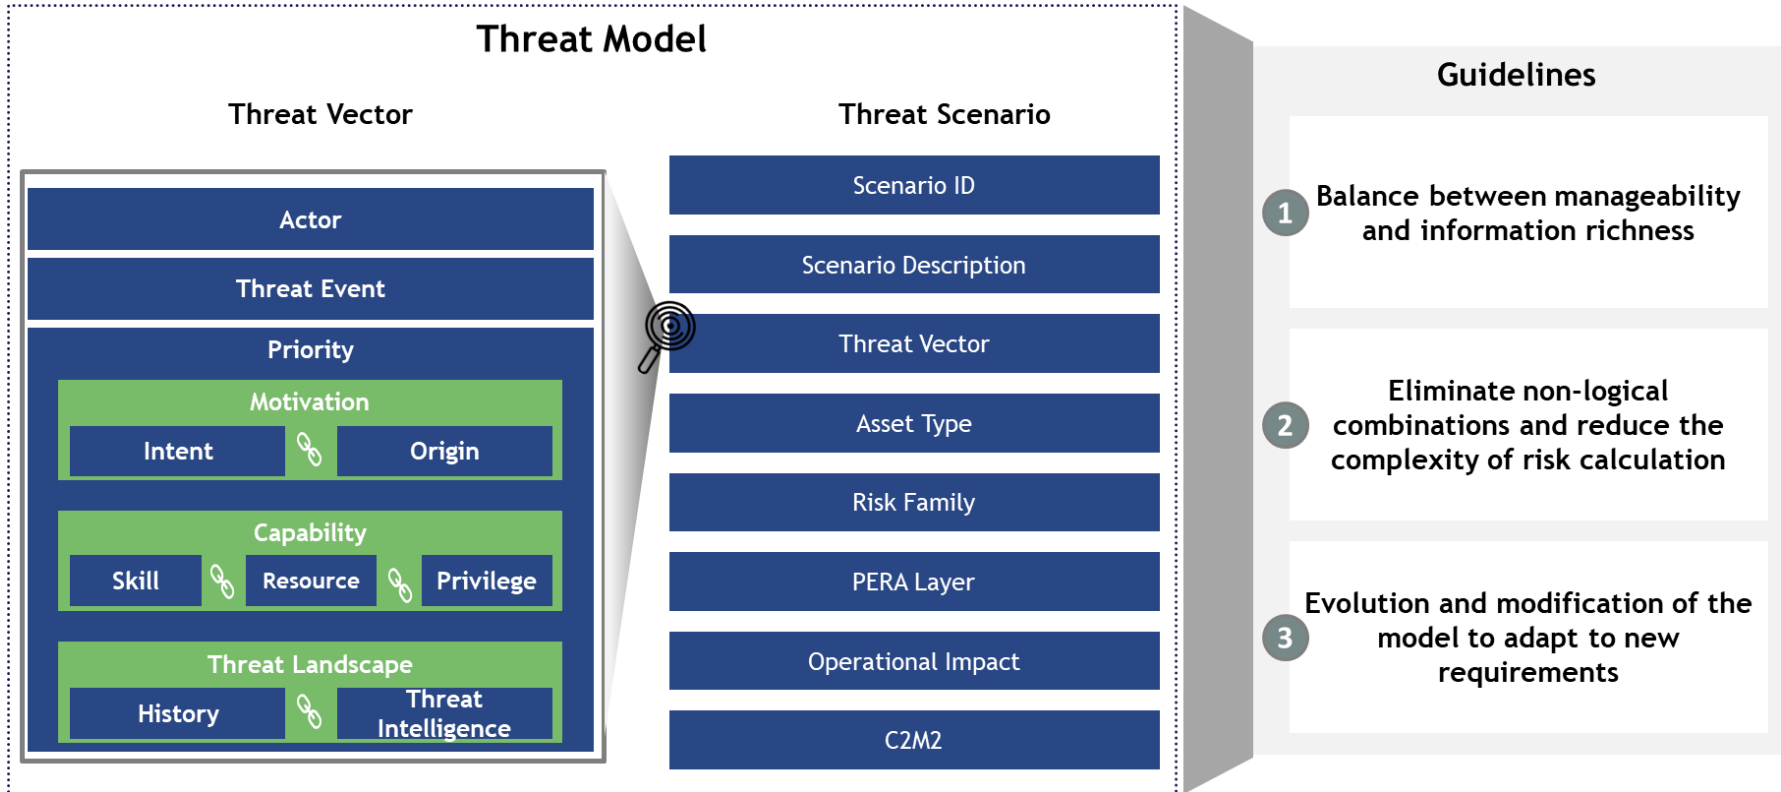 Threat Model
Threat Vector
Actor
Threat Event
Priority
Motivation
Intent
Origin
Capability
Skill
Resource
Privilege
Threat Landscape
History
Threat
Intelligence
Threat Scenario
Scenario ID
Scenario Description
Threat Vector
Asset Type
Risk Family
PERA Layer
Operational Impact
C2M2
Guidelines
1
Balance between manageability
and information richness
2
Eliminate non-logical
combinations and reduce the
complexity of risk calculation
3
Evolution and modification of the
model to adapt to new
requirements